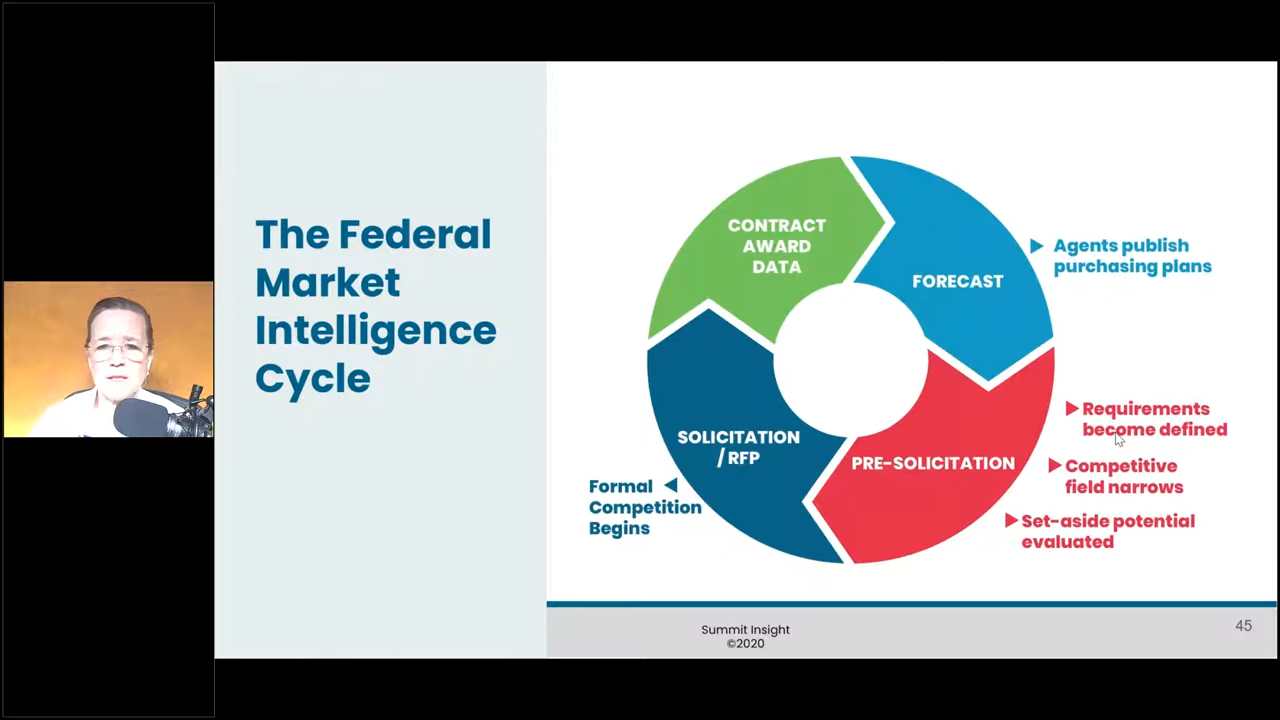 The Federal
Market
Intelligence
Cycle
CONTRACT
AWARD
DATA
FORECAST
Agents publish
purchasing plans
PRE-SOLICITATION
Requirements
become defined
Competitive
field narrows
Set-aside potential
evaluated
SOLICITATION
/ RFP
Formal
Competition
Begins
Summit Insight
©2020
45